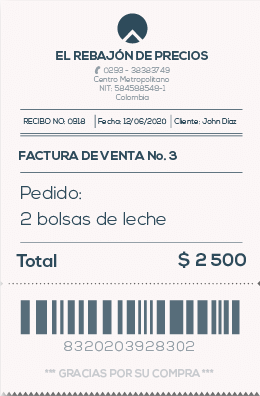 EL REBAJÓN DE PRECIOS
0293 - 38383749
Centro Metropolitano
NIT: 584598549-1
Colombia
RECIBO NO: 0918 | Fecha: 12/06/2020 | Cliente: John Díaz
FACTURA DE VENTA No. 3
Pedido:
2 bolsas de leche
Total $ 2 500
8320203928302
*** GRACIAS POR SU COMPRA ***